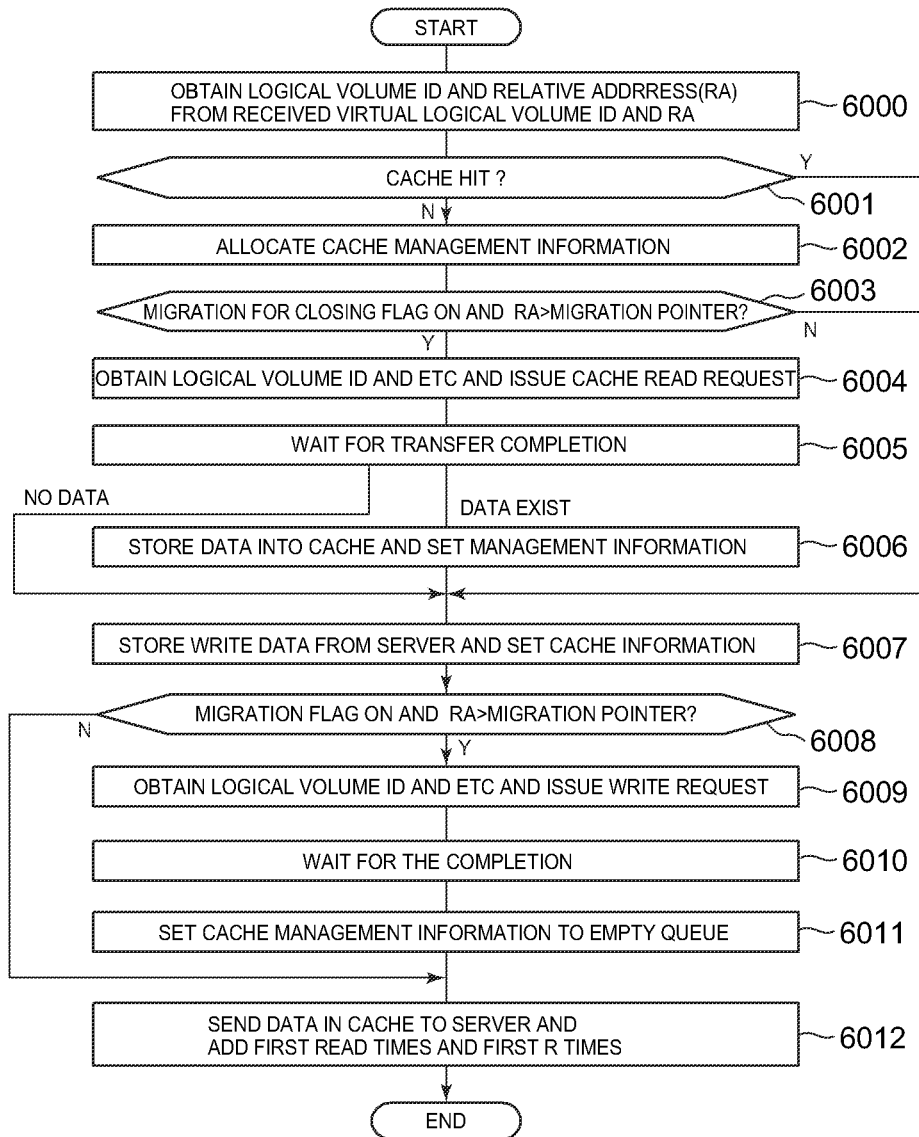 START
OBTAIN LOGICAL VOLUME ID AND RELATIVE ADDRRESS(RA)
FROM RECEIVED VIRTUAL LOGICAL VOLUME ID AND RA
6000
CACHE HIT ?
Y
6001
N
ALLOCATE CACHE MANAGEMENT INFORMATION
6002
MIGRATION FOR CLOSING FLAG ON AND RA>MIGRATION POINTER?
6003
N
Y
OBTAIN LOGICAL VOLUME ID AND ETC AND ISSUE CACHE READ REQUEST
6004
WAIT FOR TRANSFER COMPLETION
6005
NO DATA
DATA EXIST
STORE DATA INTO CACHE AND SET MANAGEMENT INFORMATION
6006
STORE WRITE DATA FROM SERVER AND SET CACHE INFORMATION
6007
MIGRATION FLAG ON AND RA>MIGRATION POINTER?
N
6008
Y
OBTAIN LOGICAL VOLUME ID AND ETC AND ISSUE WRITE REQUEST
6009
WAIT FOR THE COMPLETION
6010
SET CACHE MANAGEMENT INFORMATION TO EMPTY QUEUE
6011
SEND DATA IN CACHE TO SERVER AND
ADD FIRST READ TIMES AND FIRST R TIMES
6012
END